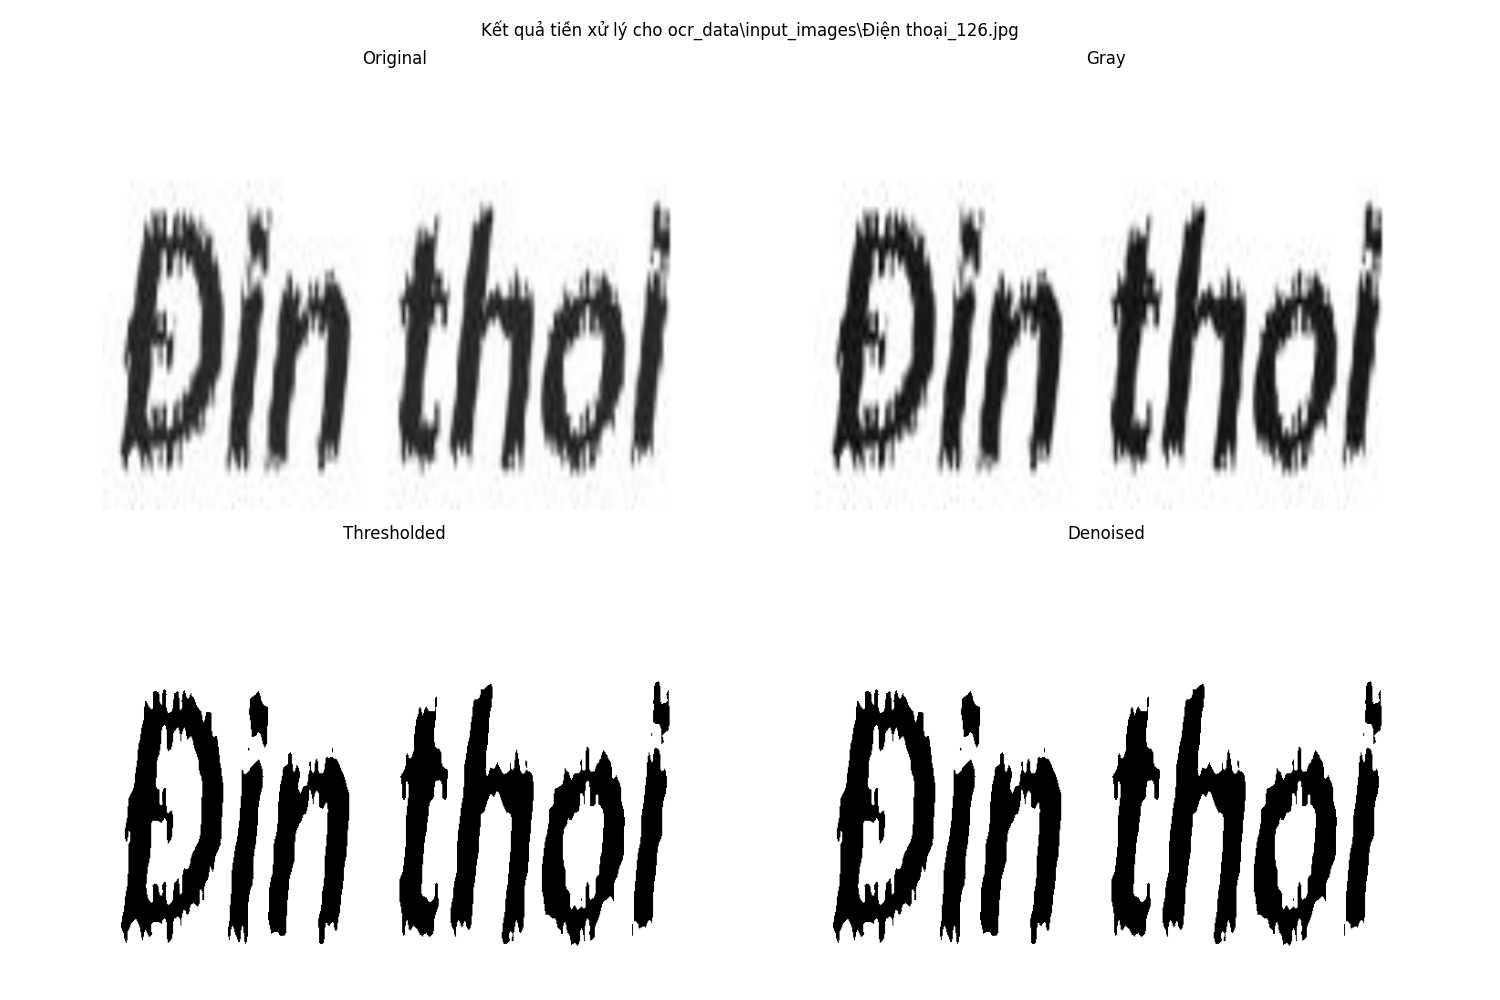 Kết quả tiền xử lý cho ocr_data\input_images\Điện thoại_126.jpg
Original
Gray
Đin thoi
Đin thoi
Thresholded
Denoised
Đin thoi
Đin thoi